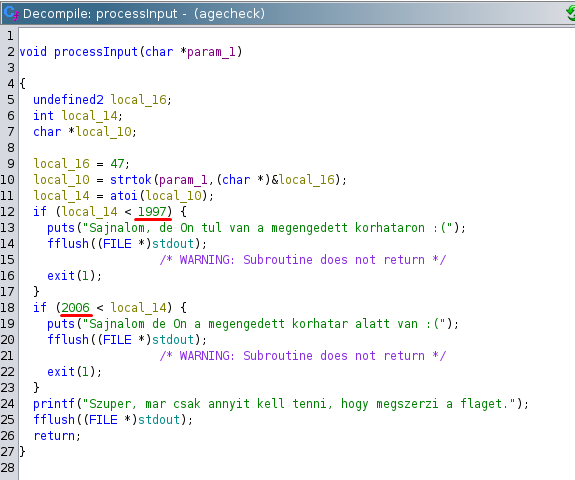 Decompile: processInput - (agecheck)
1
2 void processInput(char *param_1)
3
4 {
5 undefined2 local_16;
6 int local_14;
7 char *local_10;
8
9 local_16 = 47;
10 local_10 = strtok(param_1,(char *)&local_16);
11 local_14 = atoi(local_10);
12 if (local_14 < 1997) {
13 puts("Sajnalom, de On tul van a megengedett korhataron :(");
14 fflush((FILE *)stdout);
15 /* WARNING: Subroutine does not return */
16 exit(1);
17 }
18 if (2006 < local_14) {
19 puts("Sajnalom de On a megengedett korhatar alatt van :(");
20 fflush((FILE *)stdout);
21 /* WARNING: Subroutine does not return */
22 exit(1);
23 }
24 printf("Szuper, mar csak annyit kell tenni, hogy megszerzi a flaget.");
25 fflush((FILE *)stdout);
26 return;
27 }
28